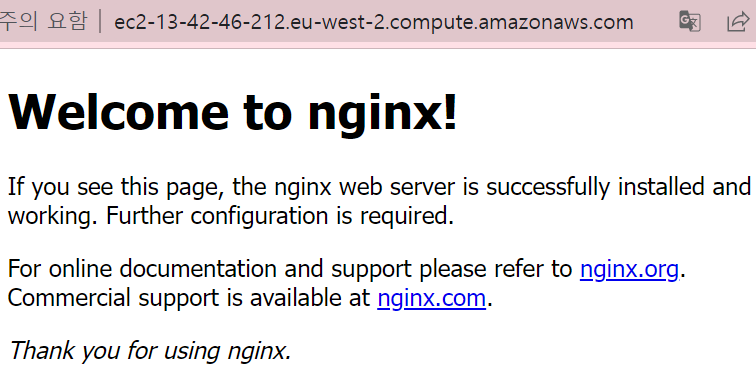 주의 요함 | ec2-13-42-46-212.eu-west-2.compute.amazonaws.com
Welcome to nginx!
If you see this page, the nginx web server is successfully installed and
working. Further configuration is required.
For online documentation and support please refer to nginx.org.
Commercial support is available at nginx.com.
Thank you for using nginx.